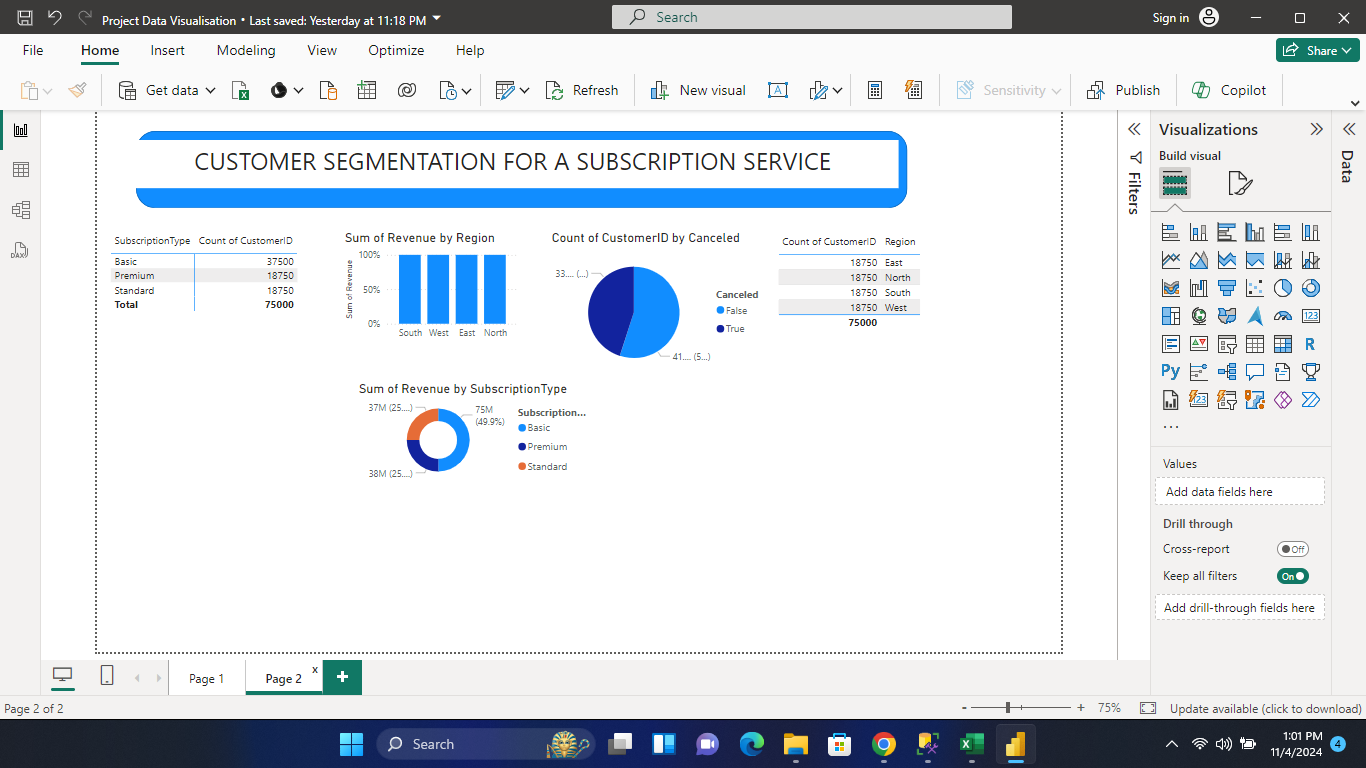 Project Data Visualisation • Last saved: Yesterday at 11:18 PM
Search
Sign in
File
Home
Insert
Modeling
View
Optimize
Help
Share
Get data
Refresh
New visual
Sensitivity
Publish
Copilot
DAX
CUSTOMER SEGMENTATION FOR A SUBSCRIPTION SERVICE
SubscriptionType Count of CustomerID
Basic 37500
Premium 18750
Standard 18750
Total 75000
Sum of Revenue by Region
Sum of Revenue
100%
50%
0%
South West East North
Count of CustomerID by Canceled
33.... (...)
41.... (5...)
Canceled
False
True
Count of CustomerID Region
18750 East
18750 North
18750 South
18750 West
75000
Sum of Revenue by SubscriptionType
37M (25....)
75M
(49.9%)
38M (25....)
Subscription...
Basic
Premium
Standard
Filters
Visualizations
Build visual
123
R
Py
123
...
Values
Add data fields here
Drill through
Cross-report
Off
Keep all filters
On
Add drill-through fields here
Data
Page 1
Page 2
x
+
Page 2 of 2
- + 75%
Update available (click to download)
Search
1:01 PM
11/4/2024
4